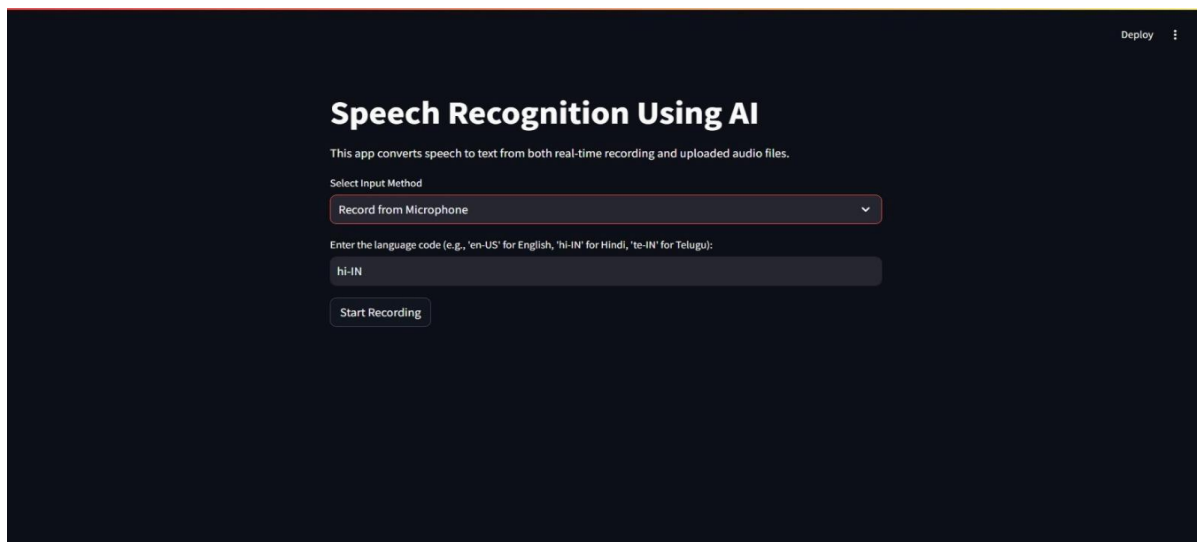 Deploy
Speech Recognition Using AI
This app converts speech to text from both real-time recording and uploaded audio files.
Select Input Method
Record from Microphone
Enter the language code (e.g., 'en-US' for English, 'hi-IN' for Hindi, 'te-IN' for Telugu):
hi-IN
Start Recording